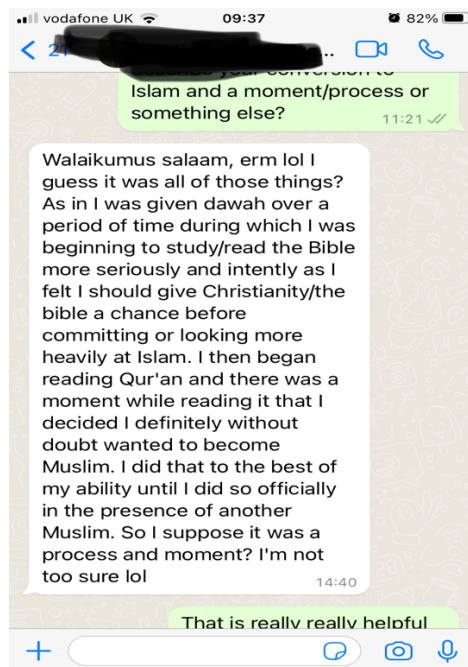 vodafone UK
09:37
82%
21
..
Islam and a moment/process or
something else?
11:21
Walaikumus salaam, erm lol I
guess it was all of those things?
As in I was given dawah over a
period of time during which I was
beginning to study/read the Bible
more seriously and intently as I
felt I should give Christianity/the
bible a chance before
committing or looking more
heavily at Islam. I then began
reading Qur'an and there was a
moment while reading it that I
decided I definitely without
doubt wanted to become
Muslim. I did that to the best of
my ability until I did so officially
in the presence of another
Muslim. So I suppose it was a
process and moment? I'm not
too sure lol
14:40
That is really really helpful